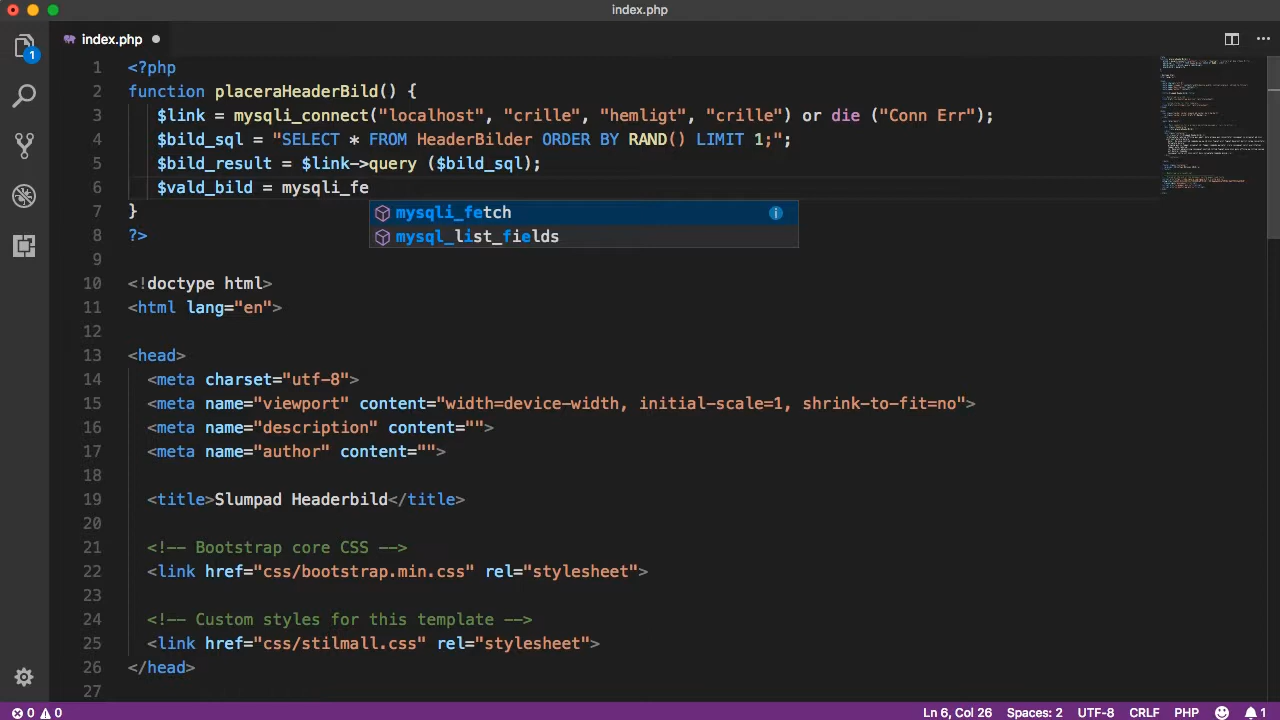 index.php
index.php
1
1 <?php
2 function placeraHeaderBild() {
3 $link = mysqli_connect("localhost", "crille", "hemligt", "crille") or die ("Conn Err");
4 $bild_sql = "SELECT * FROM HeaderBilder ORDER BY RAND() LIMIT 1;";
5 $bild_result = $link->query ($bild_sql);
6 $vald_bild = mysqli_fe
mysqli_fetch
mysql_list_fields
7 }
8 ?>
9
10 <!doctype html>
11 <html lang="en">
12
13 <head>
14 <meta charset="utf-8">
15 <meta name="viewport" content="width=device-width, initial-scale=1, shrink-to-fit=no">
16 <meta name="description" content="">
17 <meta name="author" content="">
18
19 <title>Slumpad Headerbild</title>
20
21 <!-- Bootstrap core CSS -->
22 <link href="css/bootstrap.min.css" rel="stylesheet">
23
24 <!-- Custom styles for this template -->
25 <link href="css/stilmall.css" rel="stylesheet">
26 </head>
27
0 0 Ln 6, Col 26 Spaces: 2 UTF-8 CRLF PHP 1